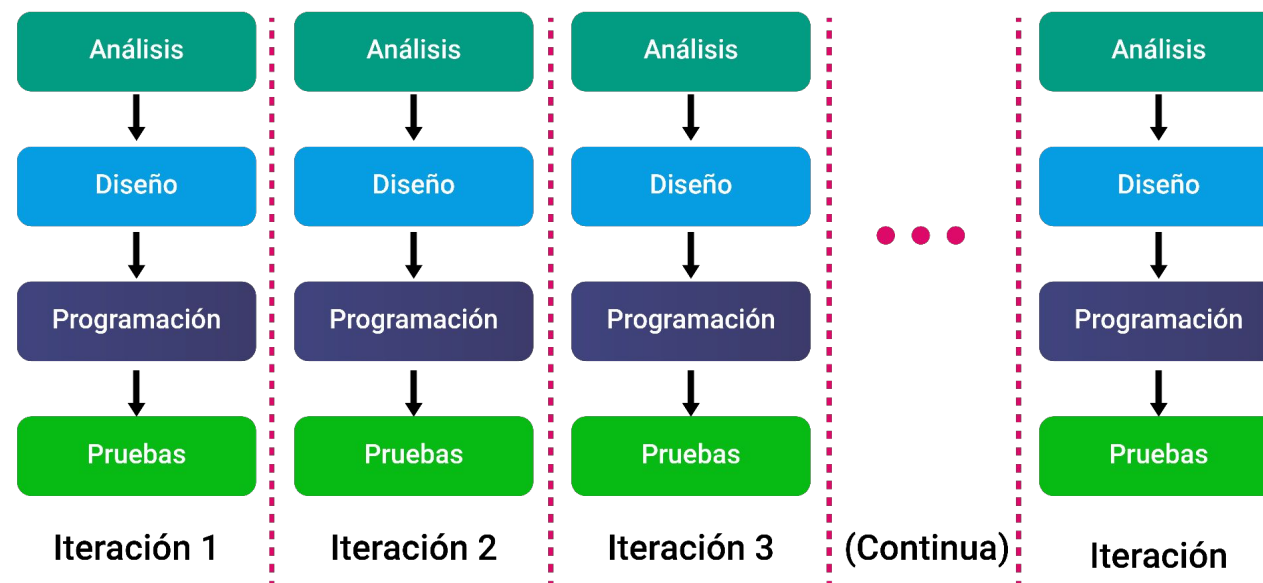 Análisis
Análisis
Análisis
Análisis
Diseño
Diseño
Diseño
Diseño
Programación
Programación
Programación
Programación
Pruebas
Pruebas
Pruebas
Pruebas
Iteración 1
Iteración 2
Iteración 3
(Continua)
Iteración